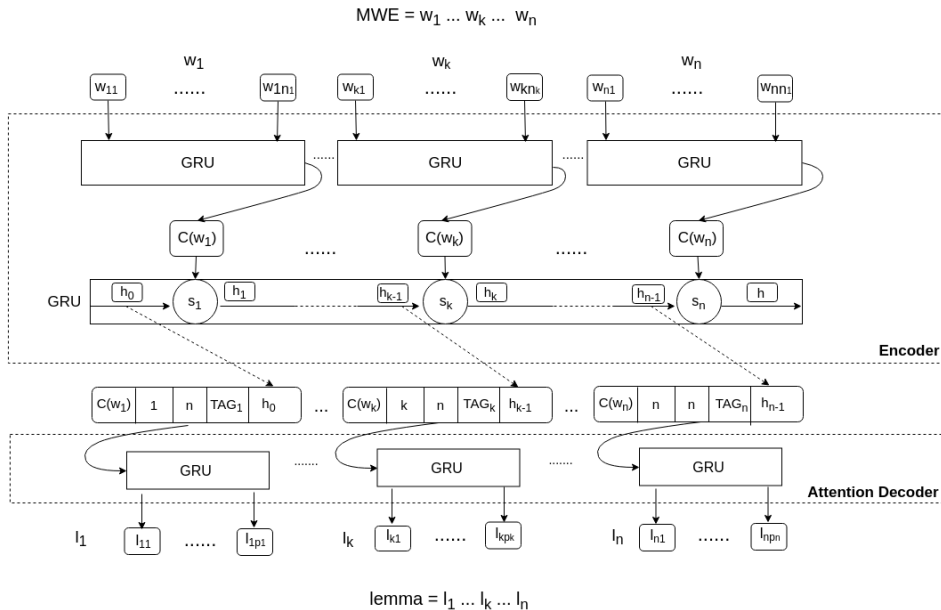 MWE = w1 ... wk ... wn
w1 wk wn
w11 ...... w1n1 wk1 ...... wknk wn1 ...... wnn1
GRU ...... GRU ...... GRU
C(w1) ...... C(wk) ...... C(wn)
GRU h0 s1 h1 hk-1 sk hk hn-1 sn h
Encoder
C(w1) 1 n TAG1 h0 ... C(wk) k n TAGk hk-1 ... C(wn) n n TAGn hn-1
GRU ....... GRU ....... GRU
Attention Decoder
l1 l11 ...... l1p1 lk lk1 ...... lkpk ln ln1 ...... lnpn
lemma = l1 ... lk ... ln